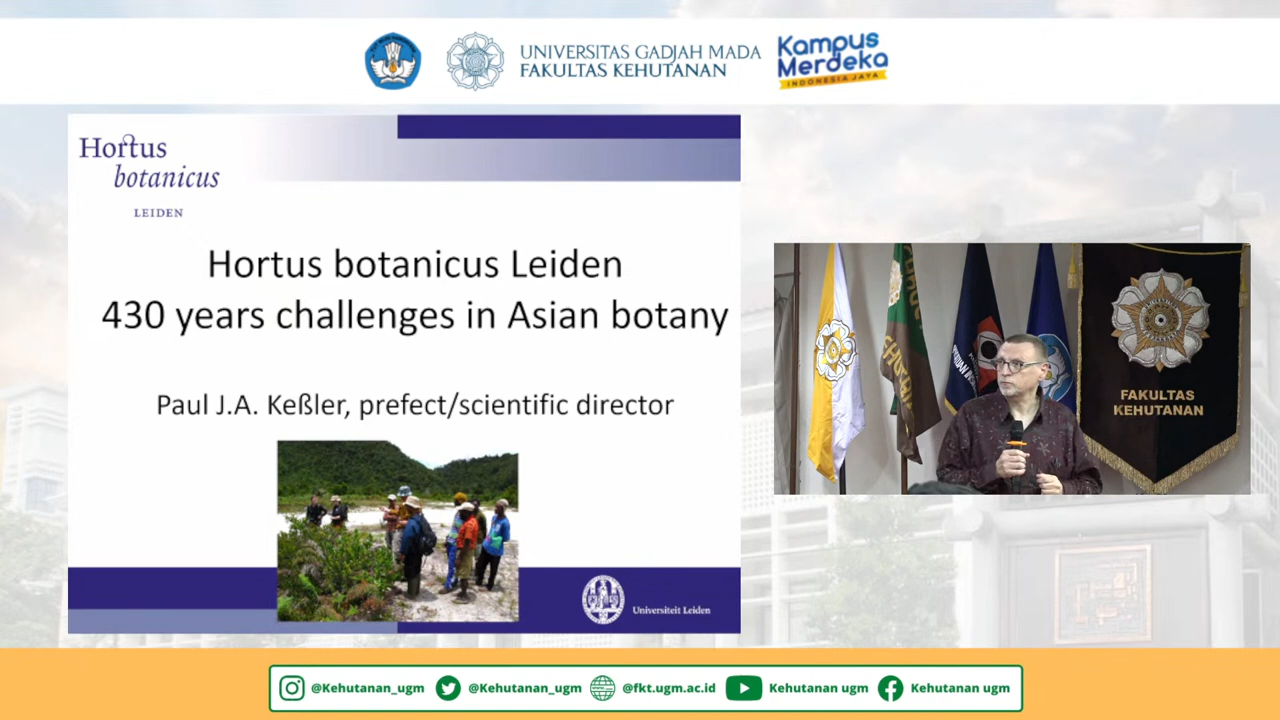 UNIVERSITAS GADJAH MADA
FAKULTAS KEHUTANAN
Kampus
Merdeka
INDONESIA JAYA
Hortus
botanicus
LEIDEN
Hortus botanicus Leiden
430 years challenges in Asian botany
Paul J.A. Keßler, prefect/scientific director
Universiteit Leiden
FAKULTAS
KEHUTANAN
@Kehutanan_ugm
@Kehutanan_ugm
@fkt.ugm.ac.id
Kehutanan ugm
Kehutanan ugm